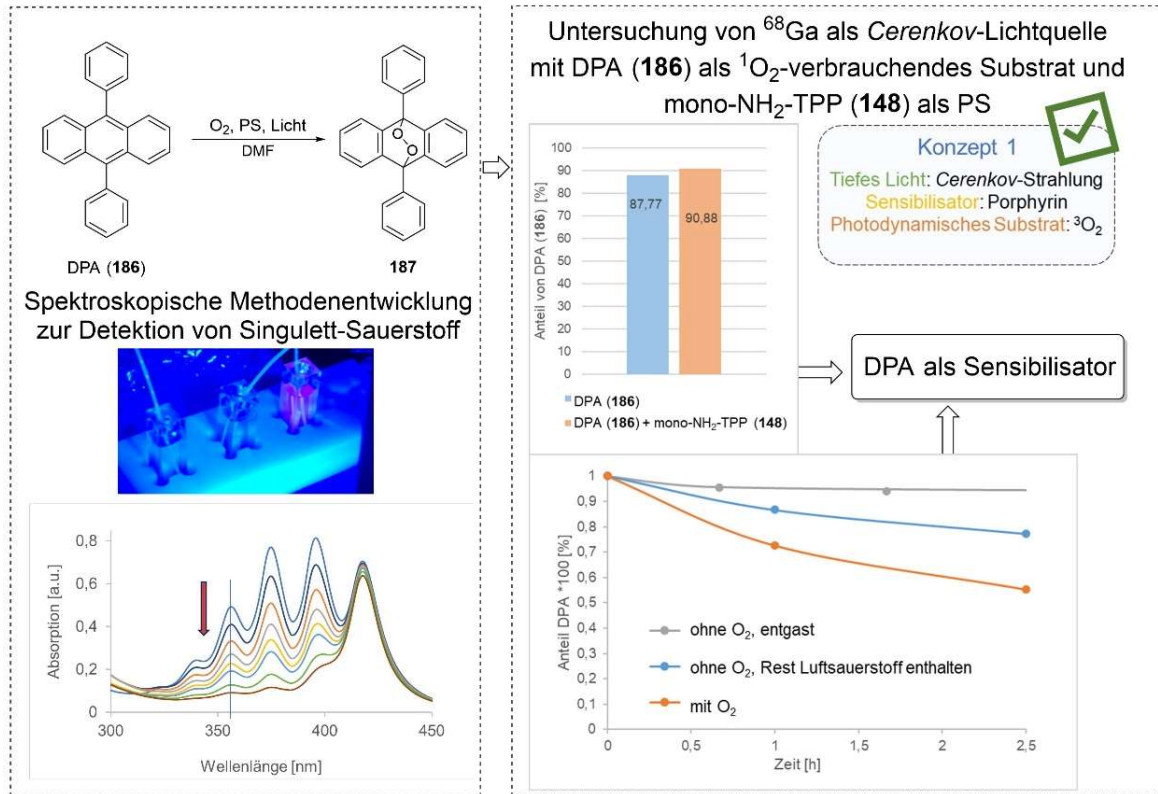 O
O
O₂, PS, Licht
DMF
DPA (186)
187
Spektroskopische Methodenentwicklung
zur Detektion von Singulett-Sauerstoff
Absorption [a.u.]
0,8
0,6
0,4
0,2
0
300
350
400
450
Wellenlänge [nm]
Untersuchung von ⁶⁸Ga als Cerenkov-Lichtquelle
mit DPA (186) als ¹O₂-verbrauchendes Substrat und
mono-NH₂-TPP (148) als PS
Anteil von DPA (186) [%]
100
90
80
70
60
50
40
30
20
10
0
87,77
90,88
DPA (186)
DPA (186) + mono-NH₂-TPP (148)
Konzept 1
Tiefes Licht: Cerenkov-Strahlung
Sensibilisator: Porphyrin
Photodynamisches Substrat: ³O₂
DPA als Sensibilisator
Anteil DPA *100 [%]
1
0,9
0,8
0,7
0,6
0,5
0,4
0,3
0,2
0,1
0
ohne O₂, entgast
ohne O₂, Rest Luftsauerstoff enthalten
mit O₂
0
0,5
1
1,5
2
2,5
Zeit [h]